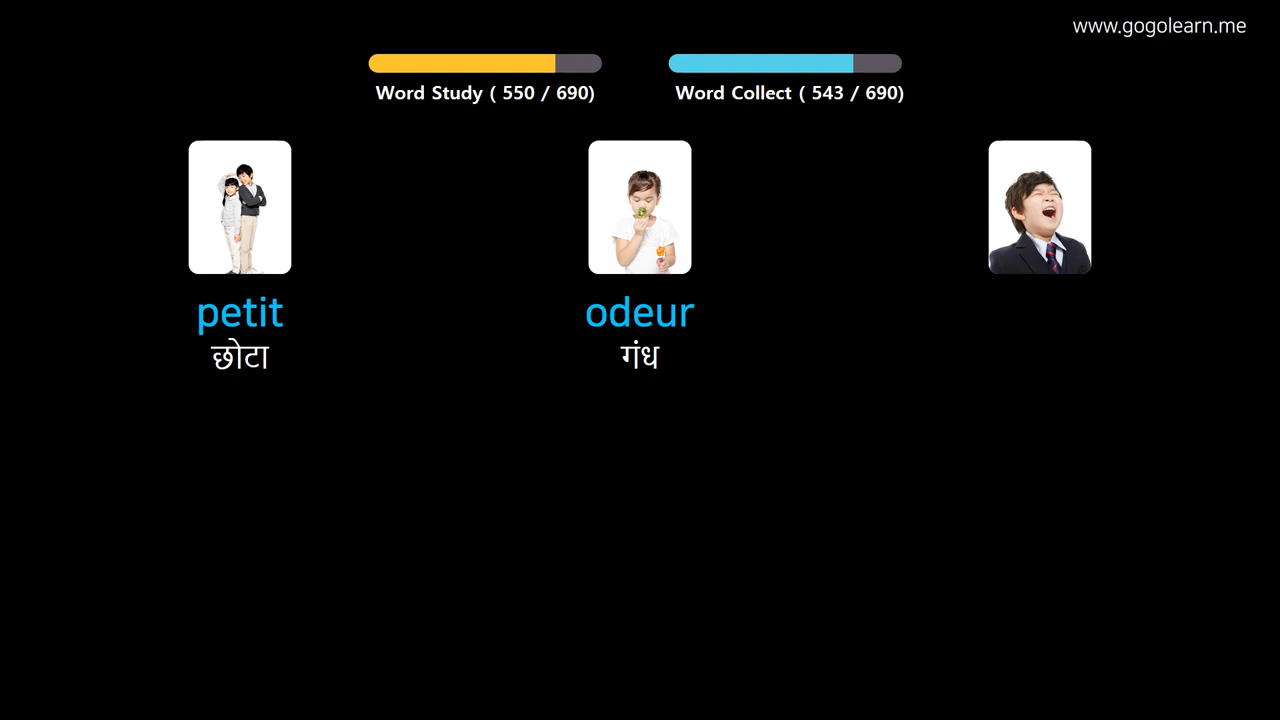 www.gogolearn.me
Word Study ( 550 / 690)
Word Collect ( 543 / 690)
petit
odeur
छोटा
गंध